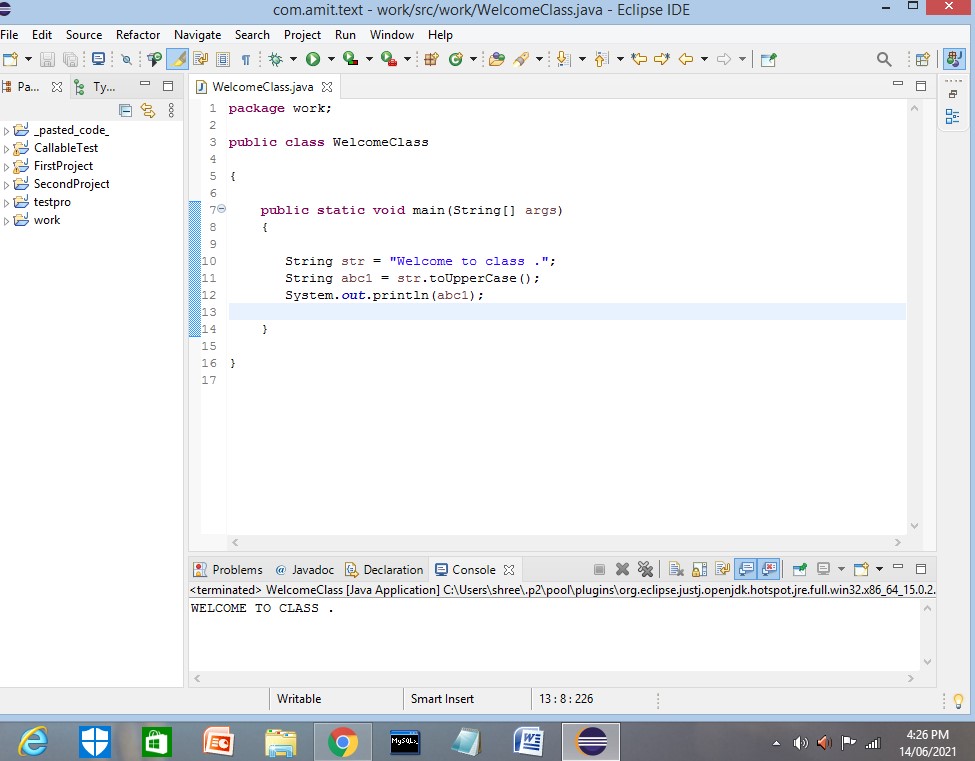 com.amit.text - work/src/work/WelcomeClass.java - Eclipse IDE
File Edit Source Refactor Navigate Search Project Run Window Help
Pa... Ty... WelcomeClass.java
_pasted_code_
CallableTest
FirstProject
SecondProject
testpro
work
1 package work;
2
3 public class WelcomeClass
4
5 {
6
7 public static void main(String[] args)
8 {
9
10 String str = "Welcome to class .";
11 String abc1 = str.toUpperCase();
12 System.out.println(abc1);
13
14 }
15
16 }
17
Problems @ Javadoc Declaration Console
<terminated> WelcomeClass [Java Application] C:\Users\shree\.p2\pool\plugins\org.eclipse.justj.openjdk.hotspot.jre.full.win32.x86_64_15.0.2.
WELCOME TO CLASS .
Writable Smart Insert 13 : 8 : 226
MySQL
4:26 PM
14/06/2021